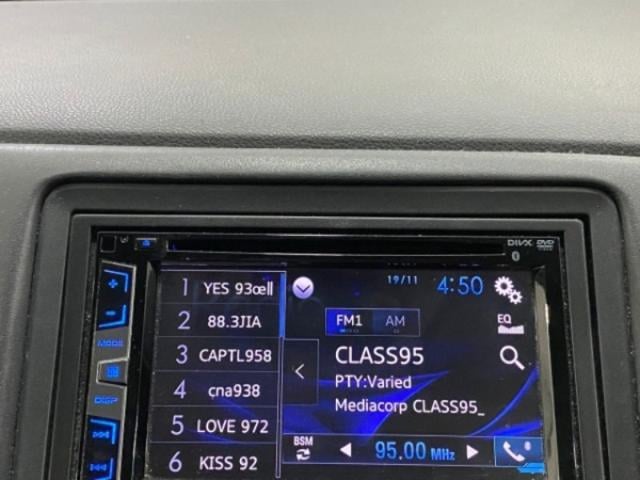 DIVX DVD
MODE
DISP
1 YES 93œll
2 88.3JIA
3 CAPTL958
4 cna938
5 LOVE 972
6 KISS 92
19/11 4:50
FM1 AM
EQ
CLASS95
PTY:Varied
Mediacorp CLASS95_
BSM
95.00 MHz